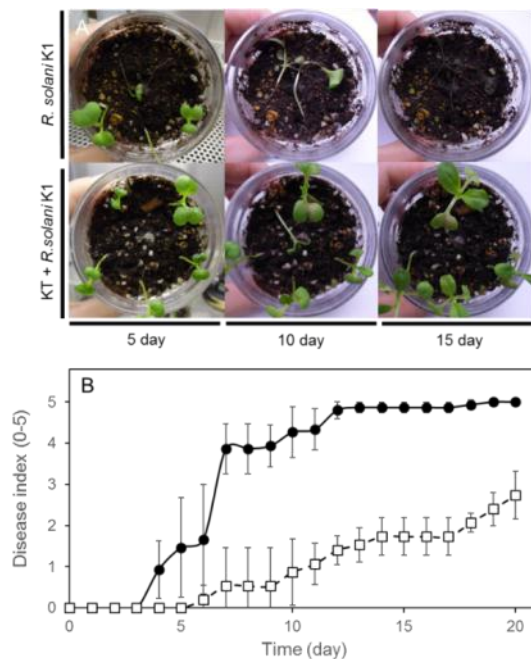 A
R. solani K1
KT + R.solani K1
5 day
10 day
15 day
B
Disease index (0-5)
5
4
3
2
1
0
0
5
10
15
20
Time (day)